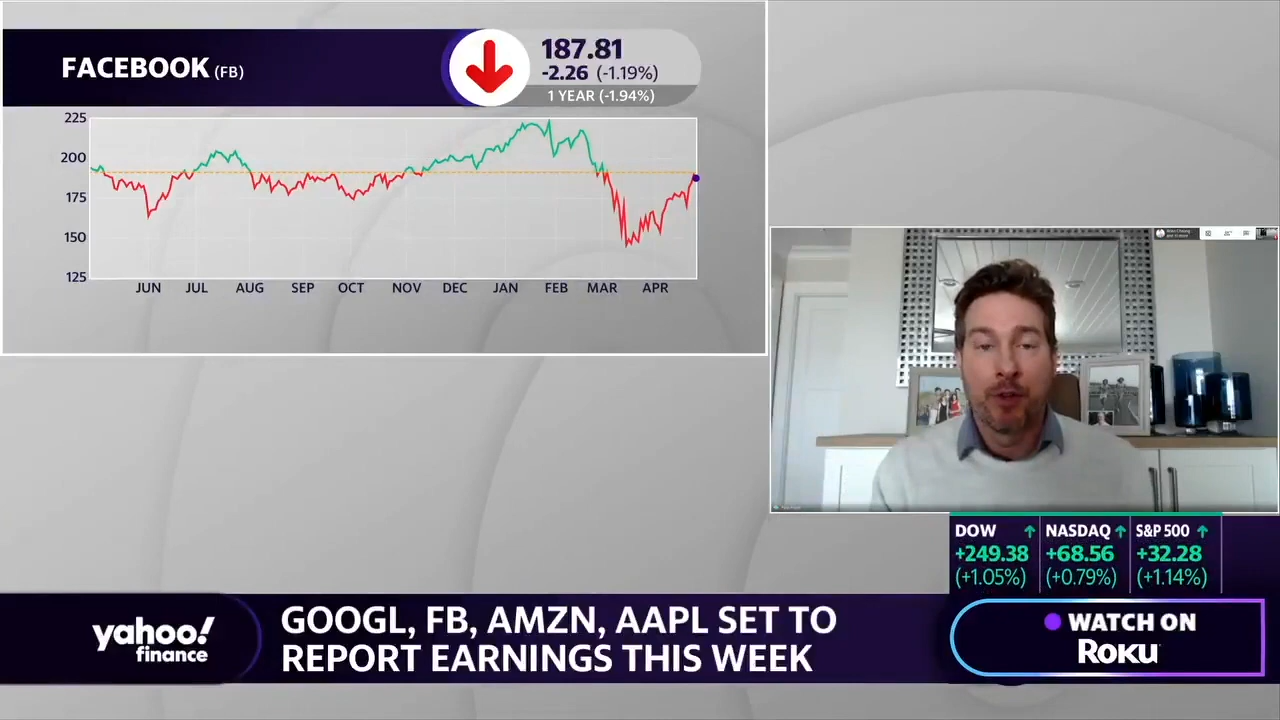 FACEBOOK (FB)
187.81
-2.26 (-1.19%)
1 YEAR (-1.94%)
225
200
175
150
125
JUN JUL AUG SEP OCT NOV DEC JAN FEB MAR APR
DOW
+249.38
(+1.05%)
NASDAQ
+68.56
(+0.79%)
S&P 500
+32.28
(+1.14%)
yahoo!
finance
GOOGL, FB, AMZN, AAPL SET TO
REPORT EARNINGS THIS WEEK
WATCH ON
ROKU